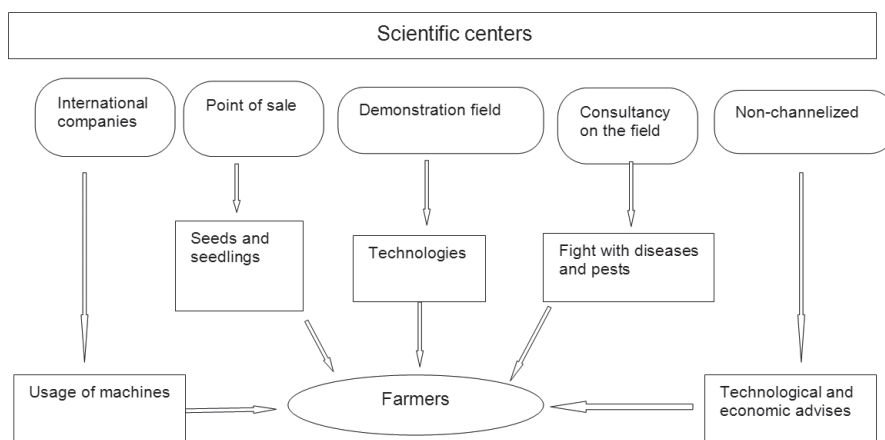 Scientific centers
International
companies
Point of sale
Demonstration field
Consultancy
on the field
Non-channelized
Seeds and
seedlings
Technologies
Fight with diseases
and pests
Usage of machines
Farmers
Technological and
economic advises